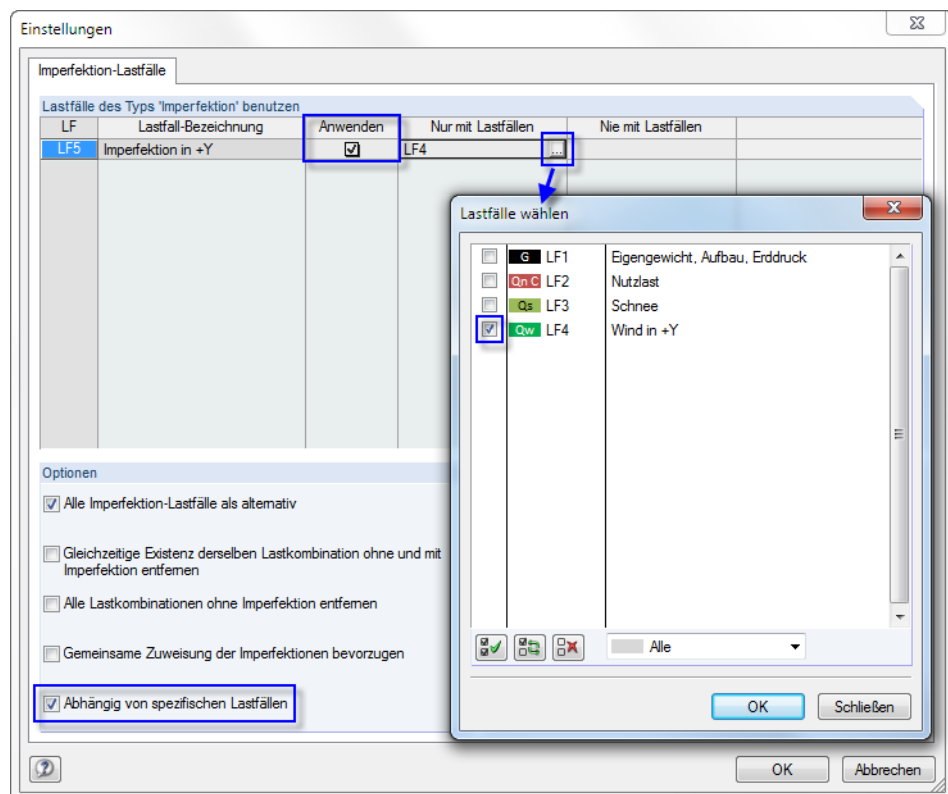 Einstellungen
Imperfektion-Lastfälle
Lastfälle des Typs 'Imperfektion' benutzen
LF Lastfall-Bezeichnung Anwenden Nur mit Lastfällen Nie mit Lastfällen
LF5 Imperfektion in +Y LF4 ...
Lastfälle wählen
G LF1 Eigengewicht, Aufbau, Erddruck
Qn C LF2 Nutzlast
Qs LF3 Schnee
Qw LF4 Wind in +Y
Optionen
Alle Imperfektion-Lastfälle als alternativ
Gleichzeitige Existenz derselben Lastkombination ohne und mit
Imperfektion entfernen
Alle Lastkombinationen ohne Imperfektion entfernen
Gemeinsame Zuweisung der Imperfektionen bevorzugen
Abhängig von spezifischen Lastfällen
Alle
OK Schließen
OK Abbrechen